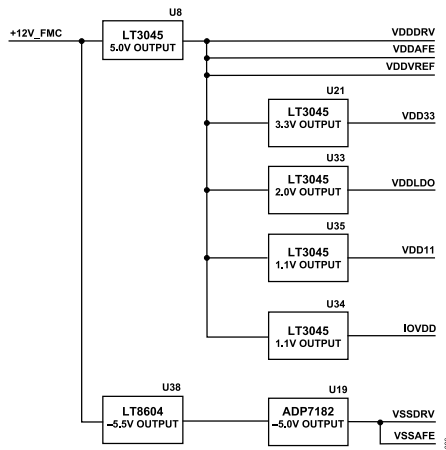 U8
+12V_FMC
LT3045
5.0V OUTPUT
VDDDRV
VDDAFE
VDDVREF
U21
LT3045
3.3V OUTPUT
VDD33
U33
LT3045
2.0V OUTPUT
VDDLDO
U35
LT3045
1.1V OUTPUT
VDD11
U34
LT3045
1.1V OUTPUT
IOVDD
U38
LT8604
–5.5V OUTPUT
U19
ADP7182
–5.0V OUTPUT
VSSDRV
VSSAFE